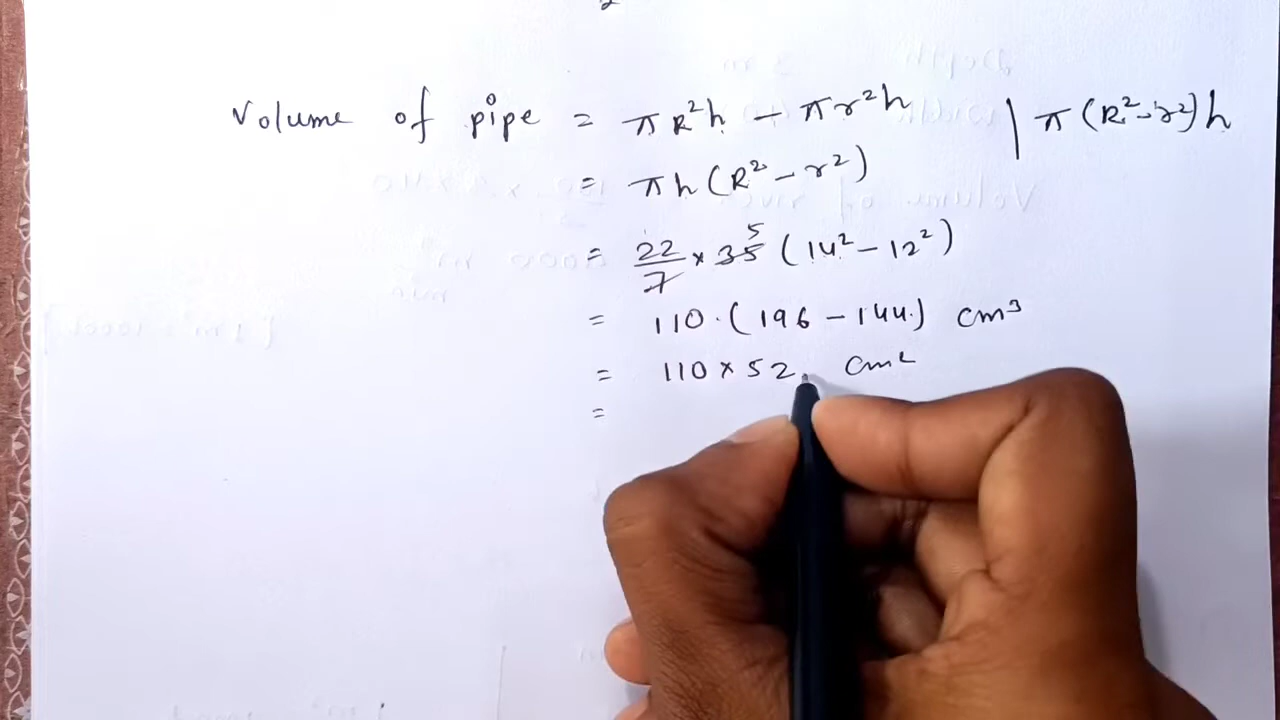 Volume of pipe = πR²h - πr²h | π(R²-r²)h
= πh(R²-r²)
= 22/7 × 35 5 (14²-12²)
= 110.(196-144) cm³
= 110×52. cm²
=